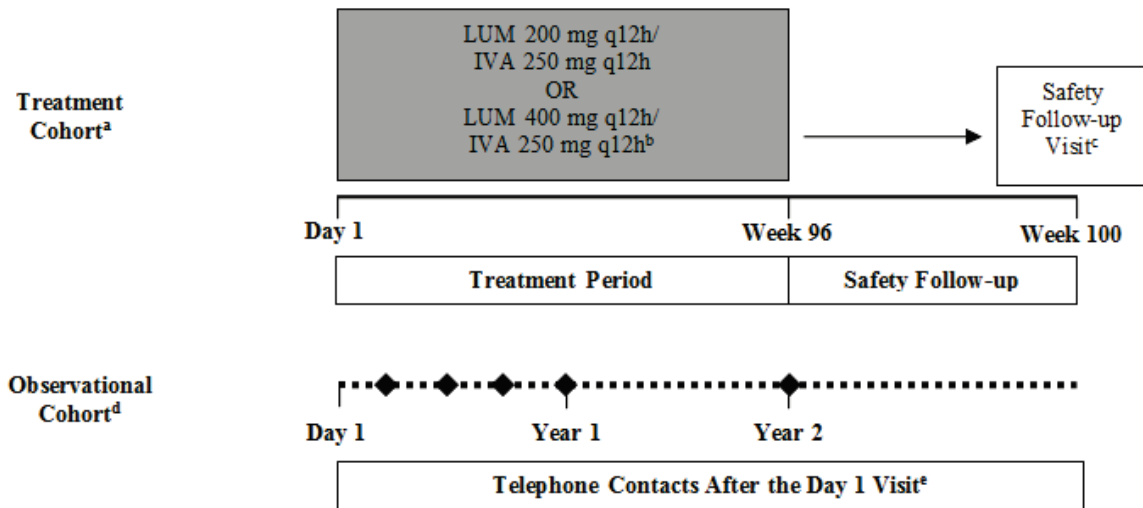 LUM 200 mg q12h/
IVA 250 mg q12h
OR
LUM 400 mg q12h/
IVA 250 mg q12hᵇ
Treatment
Cohortᵃ
Safety
Follow-up
Visitᶜ
Day 1
Week 96
Week 100
Treatment Period
Safety Follow-up
Observational
Cohortᵈ
Day 1
Year 1
Year 2
Telephone Contacts After the Day 1 Visitᵉ